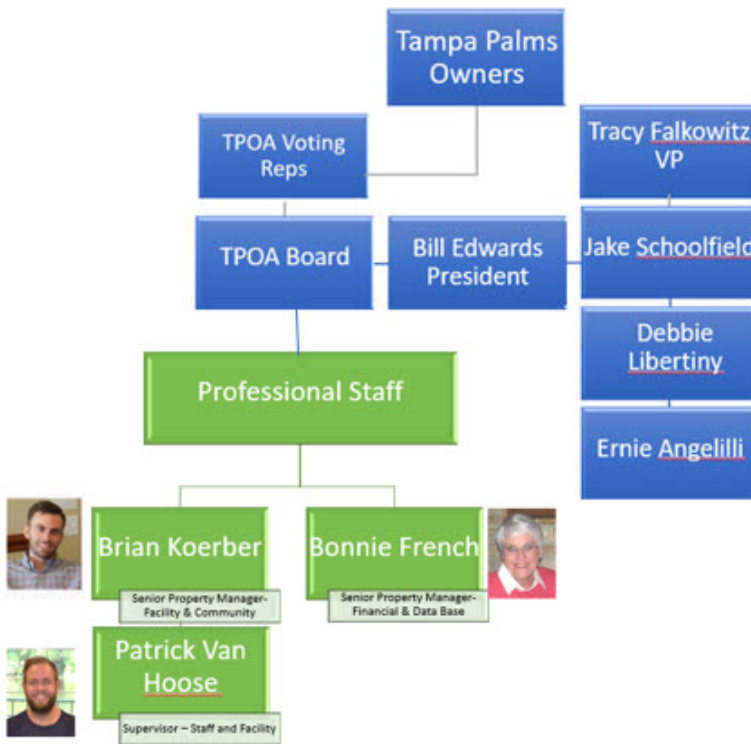 Tampa Palms
Owners
TPOA Voting
Reps
Tracy Falkowitz
VP
TPOA Board
Bill Edwards
President
Jake Schoolfield
Debbie
Libertiny
Ernie Angelilli
Professional Staff
Brian Koerber
Senior Property Manager-
Facility & Community
Bonnie French
Senior Property Manager-
Financial & Data Base
Patrick Van
Hoose
Supervisor – Staff and Facility